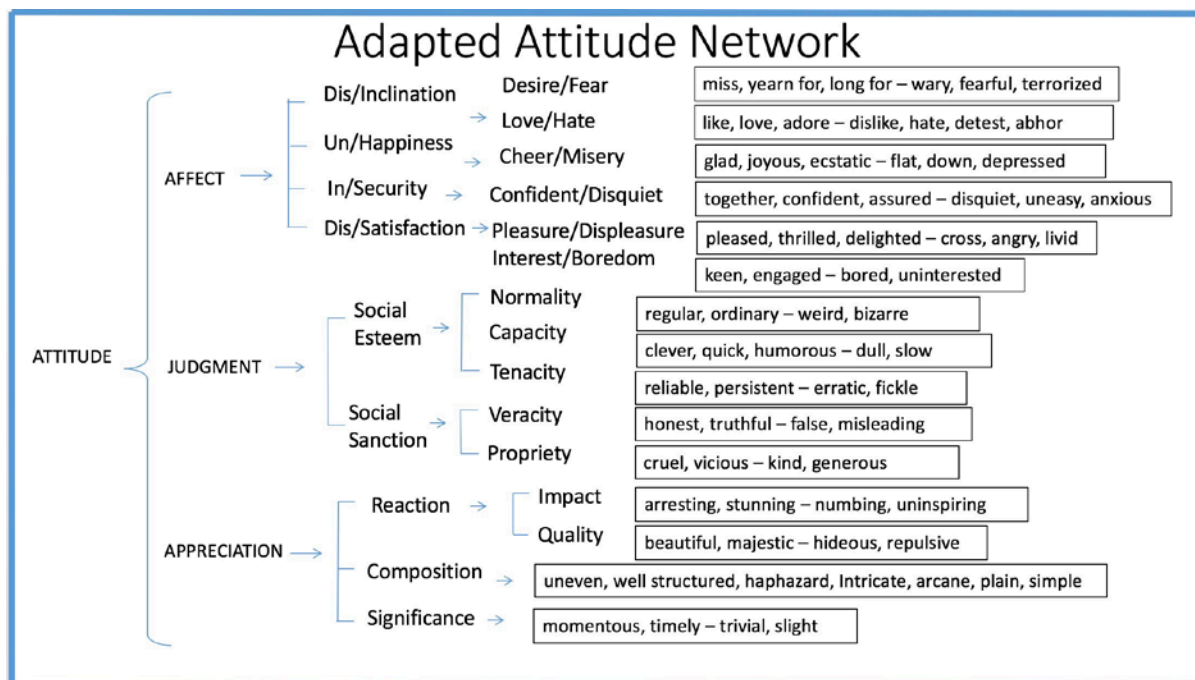 Adapted Attitude Network
ATTITUDE
AFFECT
Dis/Inclination
Un/Happiness
In/Security
Dis/Satisfaction
Desire/Fear
miss, yearn for, long for – wary, fearful, terrorized
Love/Hate
like, love, adore – dislike, hate, detest, abhor
Cheer/Misery
glad, joyous, ecstatic – flat, down, depressed
Confident/Disquiet
together, confident, assured – disquiet, uneasy, anxious
Pleasure/Displeasure
pleased, thrilled, delighted – cross, angry, livid
Interest/Boredom
keen, engaged – bored, uninterested
JUDGMENT
Social
Esteem
Normality
regular, ordinary – weird, bizarre
Capacity
clever, quick, humorous – dull, slow
Tenacity
reliable, persistent – erratic, fickle
Social
Sanction
Veracity
honest, truthful – false, misleading
Propriety
cruel, vicious – kind, generous
APPRECIATION
Reaction
Impact
arresting, stunning – numbing, uninspiring
Quality
beautiful, majestic – hideous, repulsive
Composition
uneven, well structured, haphazard, Intricate, arcane, plain, simple
Significance
momentous, timely – trivial, slight